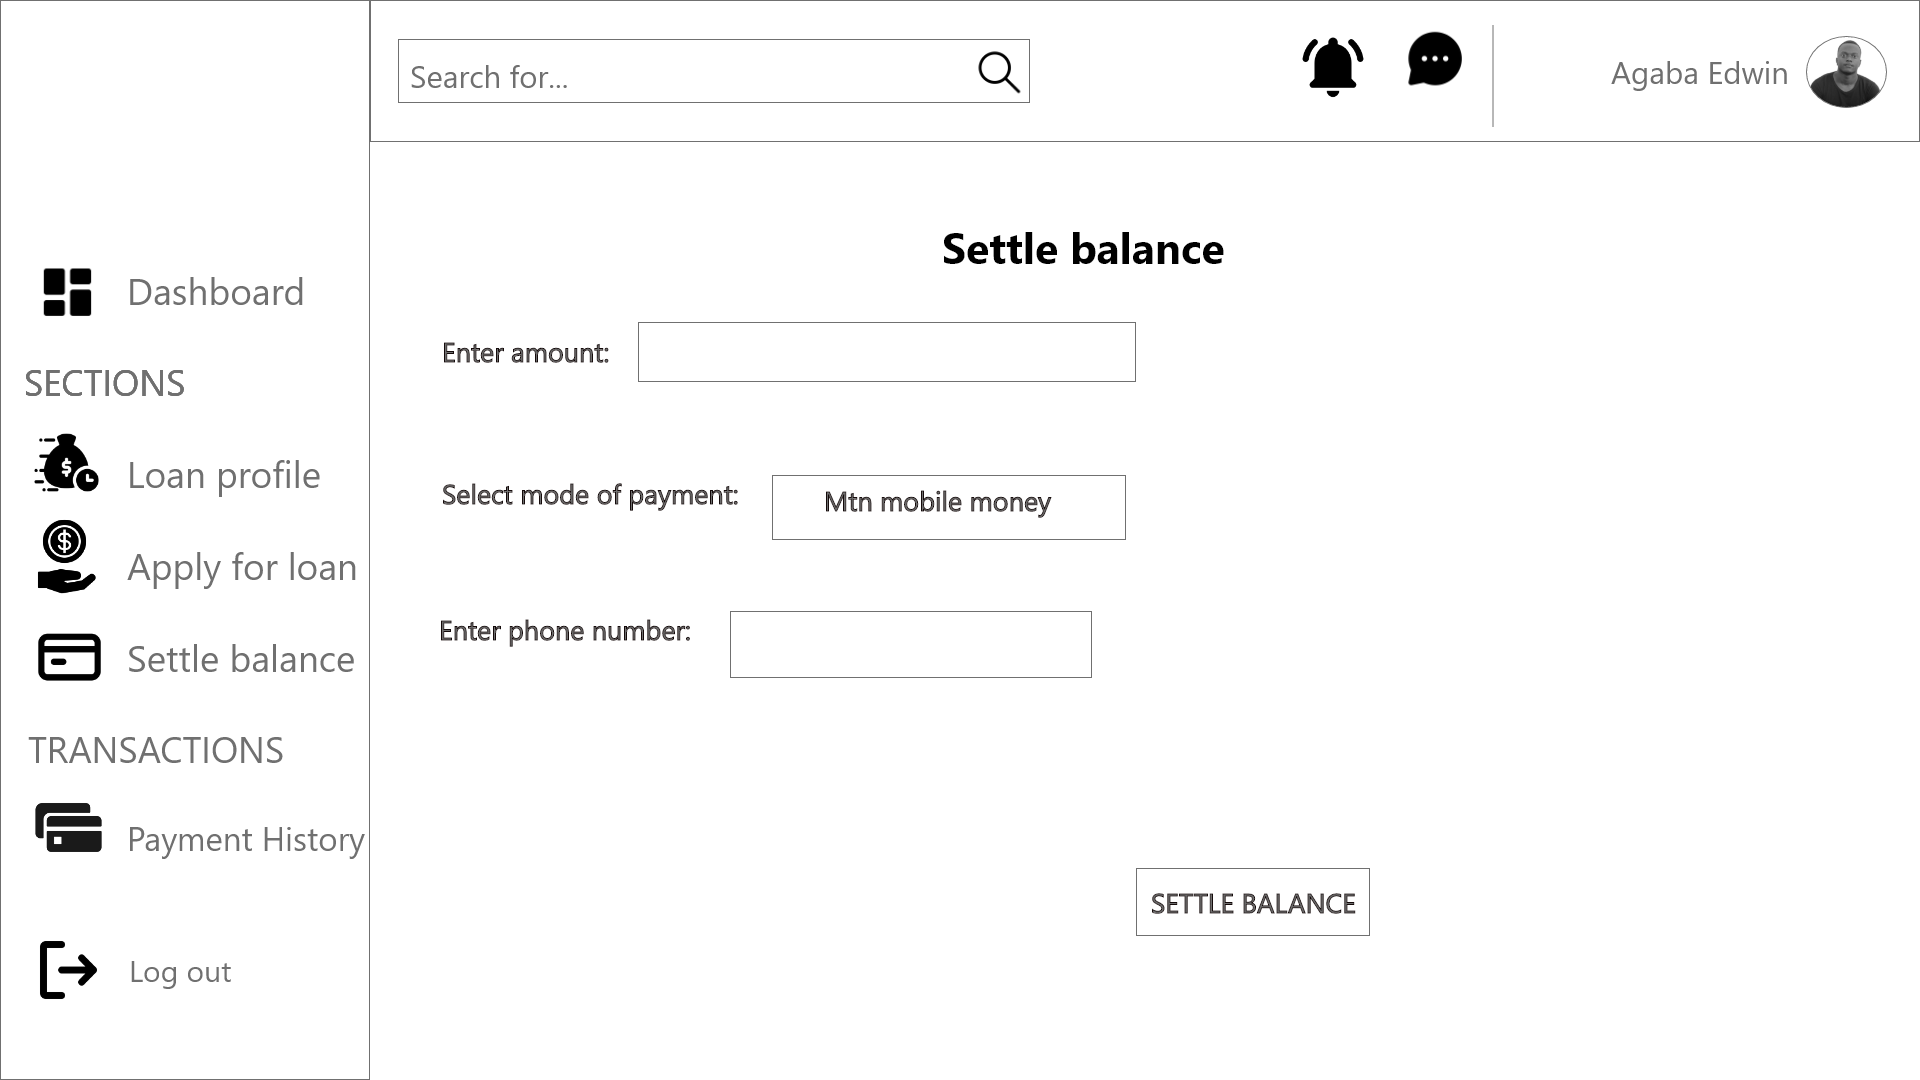 Search for...
Agaba Edwin
Dashboard
SECTIONS
Loan profile
Apply for loan
Settle balance
TRANSACTIONS
Payment History
Log out
Settle balance
Enter amount:
Select mode of payment:
Mtn mobile money
Enter phone number:
SETTLE BALANCE